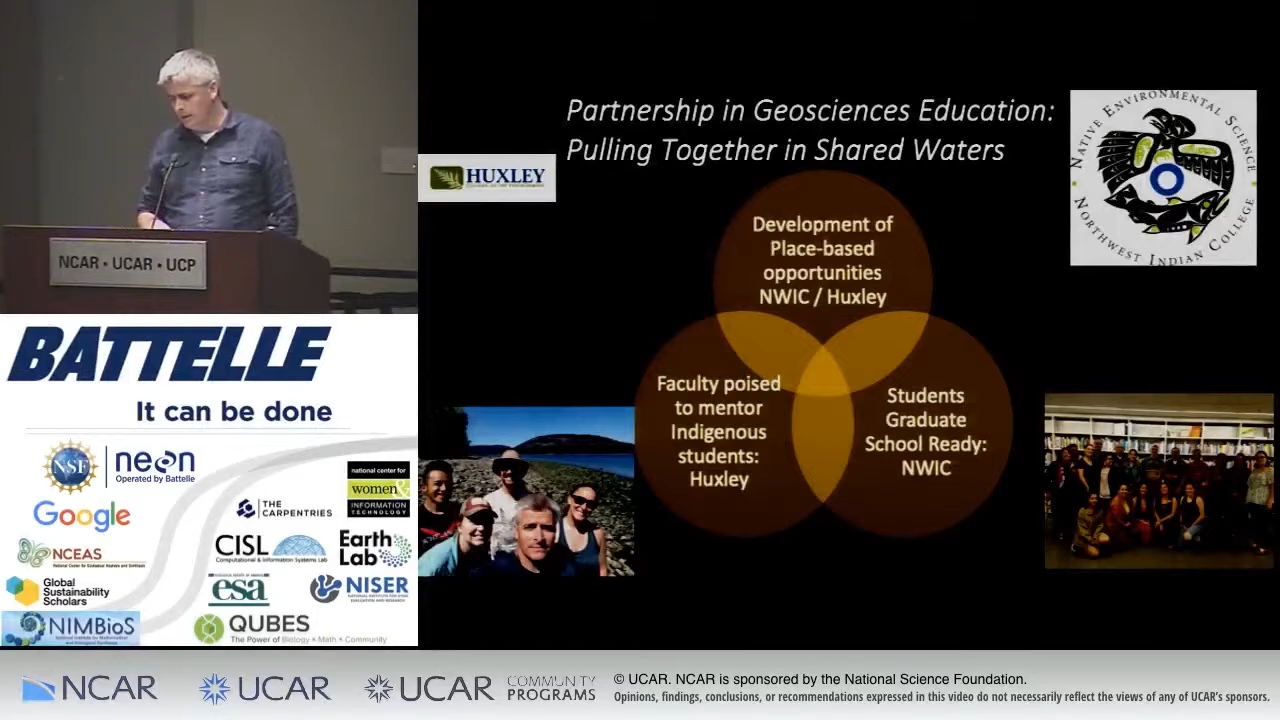 Partnership in Geosciences Education:
Pulling Together in Shared Waters
HUXLEY
NATIVE ENVIRONMENTAL SCIENCE
NORTHWEST INDIAN COLLEGE
Development of
Place-based
opportunities
NWIC / Huxley
Faculty poised
to mentor
Indigenous
students:
Huxley
Students
Graduate
School Ready:
NWIC
NCAR • UCAR • UCP
BATTELLE
It can be done
NSF
neon
Operated by Battelle
Google
THE
CARPENTRIES
national center for
women&
INFORMATION
TECHNOLOGY
NCEAS
CISL
Computational & Information Systems Lab
Earth
Lab
Global
Sustainability
Scholars
esa
NISER
NIMBioS
QUBES
The Power of Biology • Math • Community
NCAR
UCAR
UCAR
COMMUNITY
PROGRAMS
© UCAR. NCAR is sponsored by the National Science Foundation.
Opinions, findings, conclusions, or recommendations expressed in this video do not necessarily reflect the views of any of UCAR's sponsors.